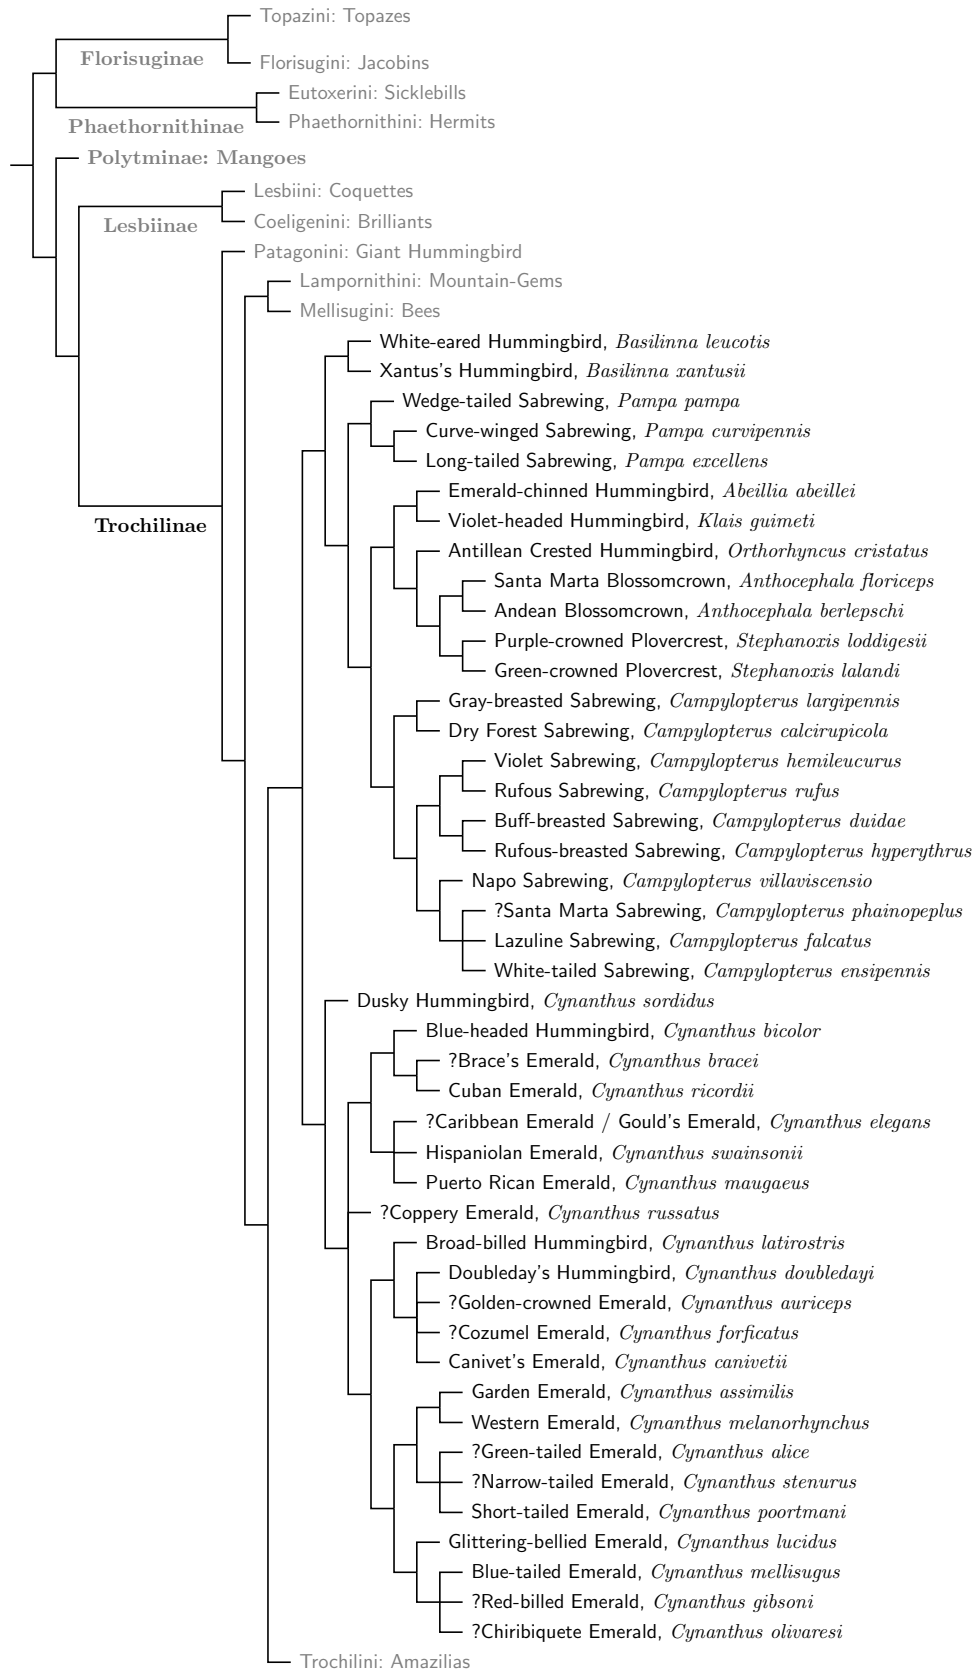 Topazini: Topazes
Florisuginae
Florisugini: Jacobins
Eutoxerini: Sicklebills
Phaethornithini: Hermits
Phaethornithinae
Polytminae: Mangoes
Lesbiini: Coquettes
Lesbiinae
Coeligenini: Brilliants
Patagonini: Giant Hummingbird
Lampornithini: Mountain-Gems
Mellisugini: Bees
White-eared Hummingbird, Basilinna leucotis
Xantus's Hummingbird, Basilinna xantusii
Wedge-tailed Sabrewing, Pampa pampa
Curve-winged Sabrewing, Pampa curvipennis
Long-tailed Sabrewing, Pampa excellens
Emerald-chinned Hummingbird, Abeillia abeillei
Violet-headed Hummingbird, Klais guimeti
Trochilinae
Antillean Crested Hummingbird, Orthorhyncus cristatus
Santa Marta Blossomcrown, Anthocephala floriceps
Andean Blossomcrown, Anthocephala berlepschi
Purple-crowned Plovercrest, Stephanoxis loddigesii
Green-crowned Plovercrest, Stephanoxis lalandi
Gray-breasted Sabrewing, Campylopterus largipennis
Dry Forest Sabrewing, Campylopterus calcirupicola
Violet Sabrewing, Campylopterus hemileucurus
Rufous Sabrewing, Campylopterus rufus
Buff-breasted Sabrewing, Campylopterus duidae
Rufous-breasted Sabrewing, Campylopterus hyperythrus
Napo Sabrewing, Campylopterus villaviscensio
?Santa Marta Sabrewing, Campylopterus phainopeplus
Lazuline Sabrewing, Campylopterus falcatus
White-tailed Sabrewing, Campylopterus ensipennis
Dusky Hummingbird, Cynanthus sordidus
Blue-headed Hummingbird, Cynanthus bicolor
?Brace's Emerald, Cynanthus bracei
Cuban Emerald, Cynanthus ricordii
?Caribbean Emerald / Gould's Emerald, Cynanthus elegans
Hispaniolan Emerald, Cynanthus swainsonii
Puerto Rican Emerald, Cynanthus maugaeus
?Coppery Emerald, Cynanthus russatus
Broad-billed Hummingbird, Cynanthus latirostris
Doubleday's Hummingbird, Cynanthus doubledayi
?Golden-crowned Emerald, Cynanthus auriceps
?Cozumel Emerald, Cynanthus forficatus
Canivet's Emerald, Cynanthus canivetii
Garden Emerald, Cynanthus assimilis
Western Emerald, Cynanthus melanorhynchus
?Green-tailed Emerald, Cynanthus alice
?Narrow-tailed Emerald, Cynanthus stenurus
Short-tailed Emerald, Cynanthus poortmani
Glittering-bellied Emerald, Cynanthus lucidus
Blue-tailed Emerald, Cynanthus mellisugus
?Red-billed Emerald, Cynanthus gibsoni
?Chiribiquete Emerald, Cynanthus olivaresi
Trochilini: Amazilias